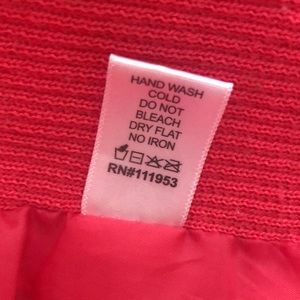 HAND WASH
COLD
DO NOT
BLEACH
DRY FLAT
NO IRON
RN#111953